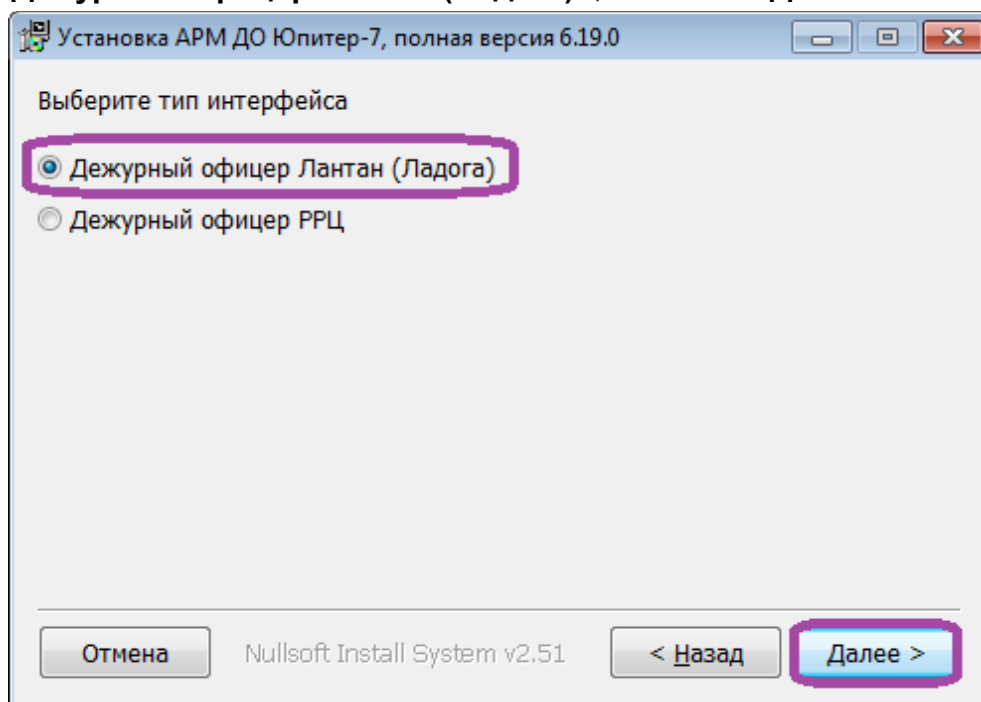 Установка АРМ ДО Юпитер-7, полная версия 6.19.0
Выберите тип интерфейса
Дежурный офицер Лантан (Ладога)
Дежурный офицер РРЦ
Отмена
Nullsoft Install System v2.51
< Назад
Далее >